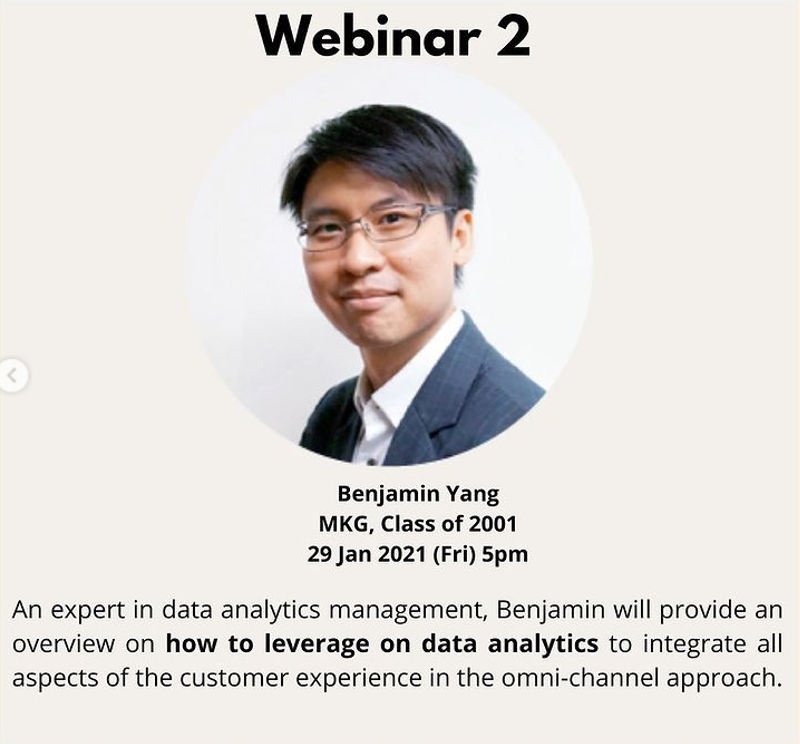 Webinar 2
Benjamin Yang
MKG, Class of 2001
29 Jan 2021 (Fri) 5pm
An expert in data analytics management, Benjamin will provide an
overview on how to leverage on data analytics to integrate all
aspects of the customer experience in the omni-channel approach.